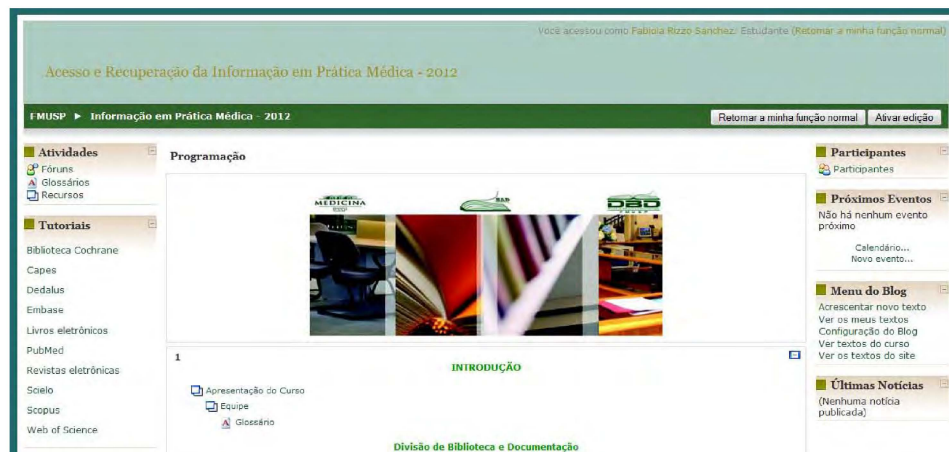 Você acessou como Fabíola Rizzo Sanchez: Estudante (Retomar a minha função normal)
Acesso e Recuperação da Informação em Prática Médica - 2012
FMUSP ► Informação em Prática Médica - 2012
Retomar a minha função normal
Ativar edição
Atividades
Fóruns
Glossários
Recursos
Tutoriais
Biblioteca Cochrane
Capes
Dedalus
Embase
Livros eletrônicos
PubMed
Revistas eletrônicas
Scielo
Scopus
Web of Science
Programação
MEDICINA
DBD
1
INTRODUÇÃO
Apresentação do Curso
Equipe
Glossário
Divisão de Biblioteca e Documentação
Participantes
Participantes
Próximos Eventos
Não há nenhum evento
próximo
Calendário...
Novo evento...
Menu do Blog
Acrescentar novo texto
Ver os meus textos
Configuração do Blog
Ver textos do curso
Ver os textos do site
Últimas Notícias
(Nenhuma notícia
publicada)